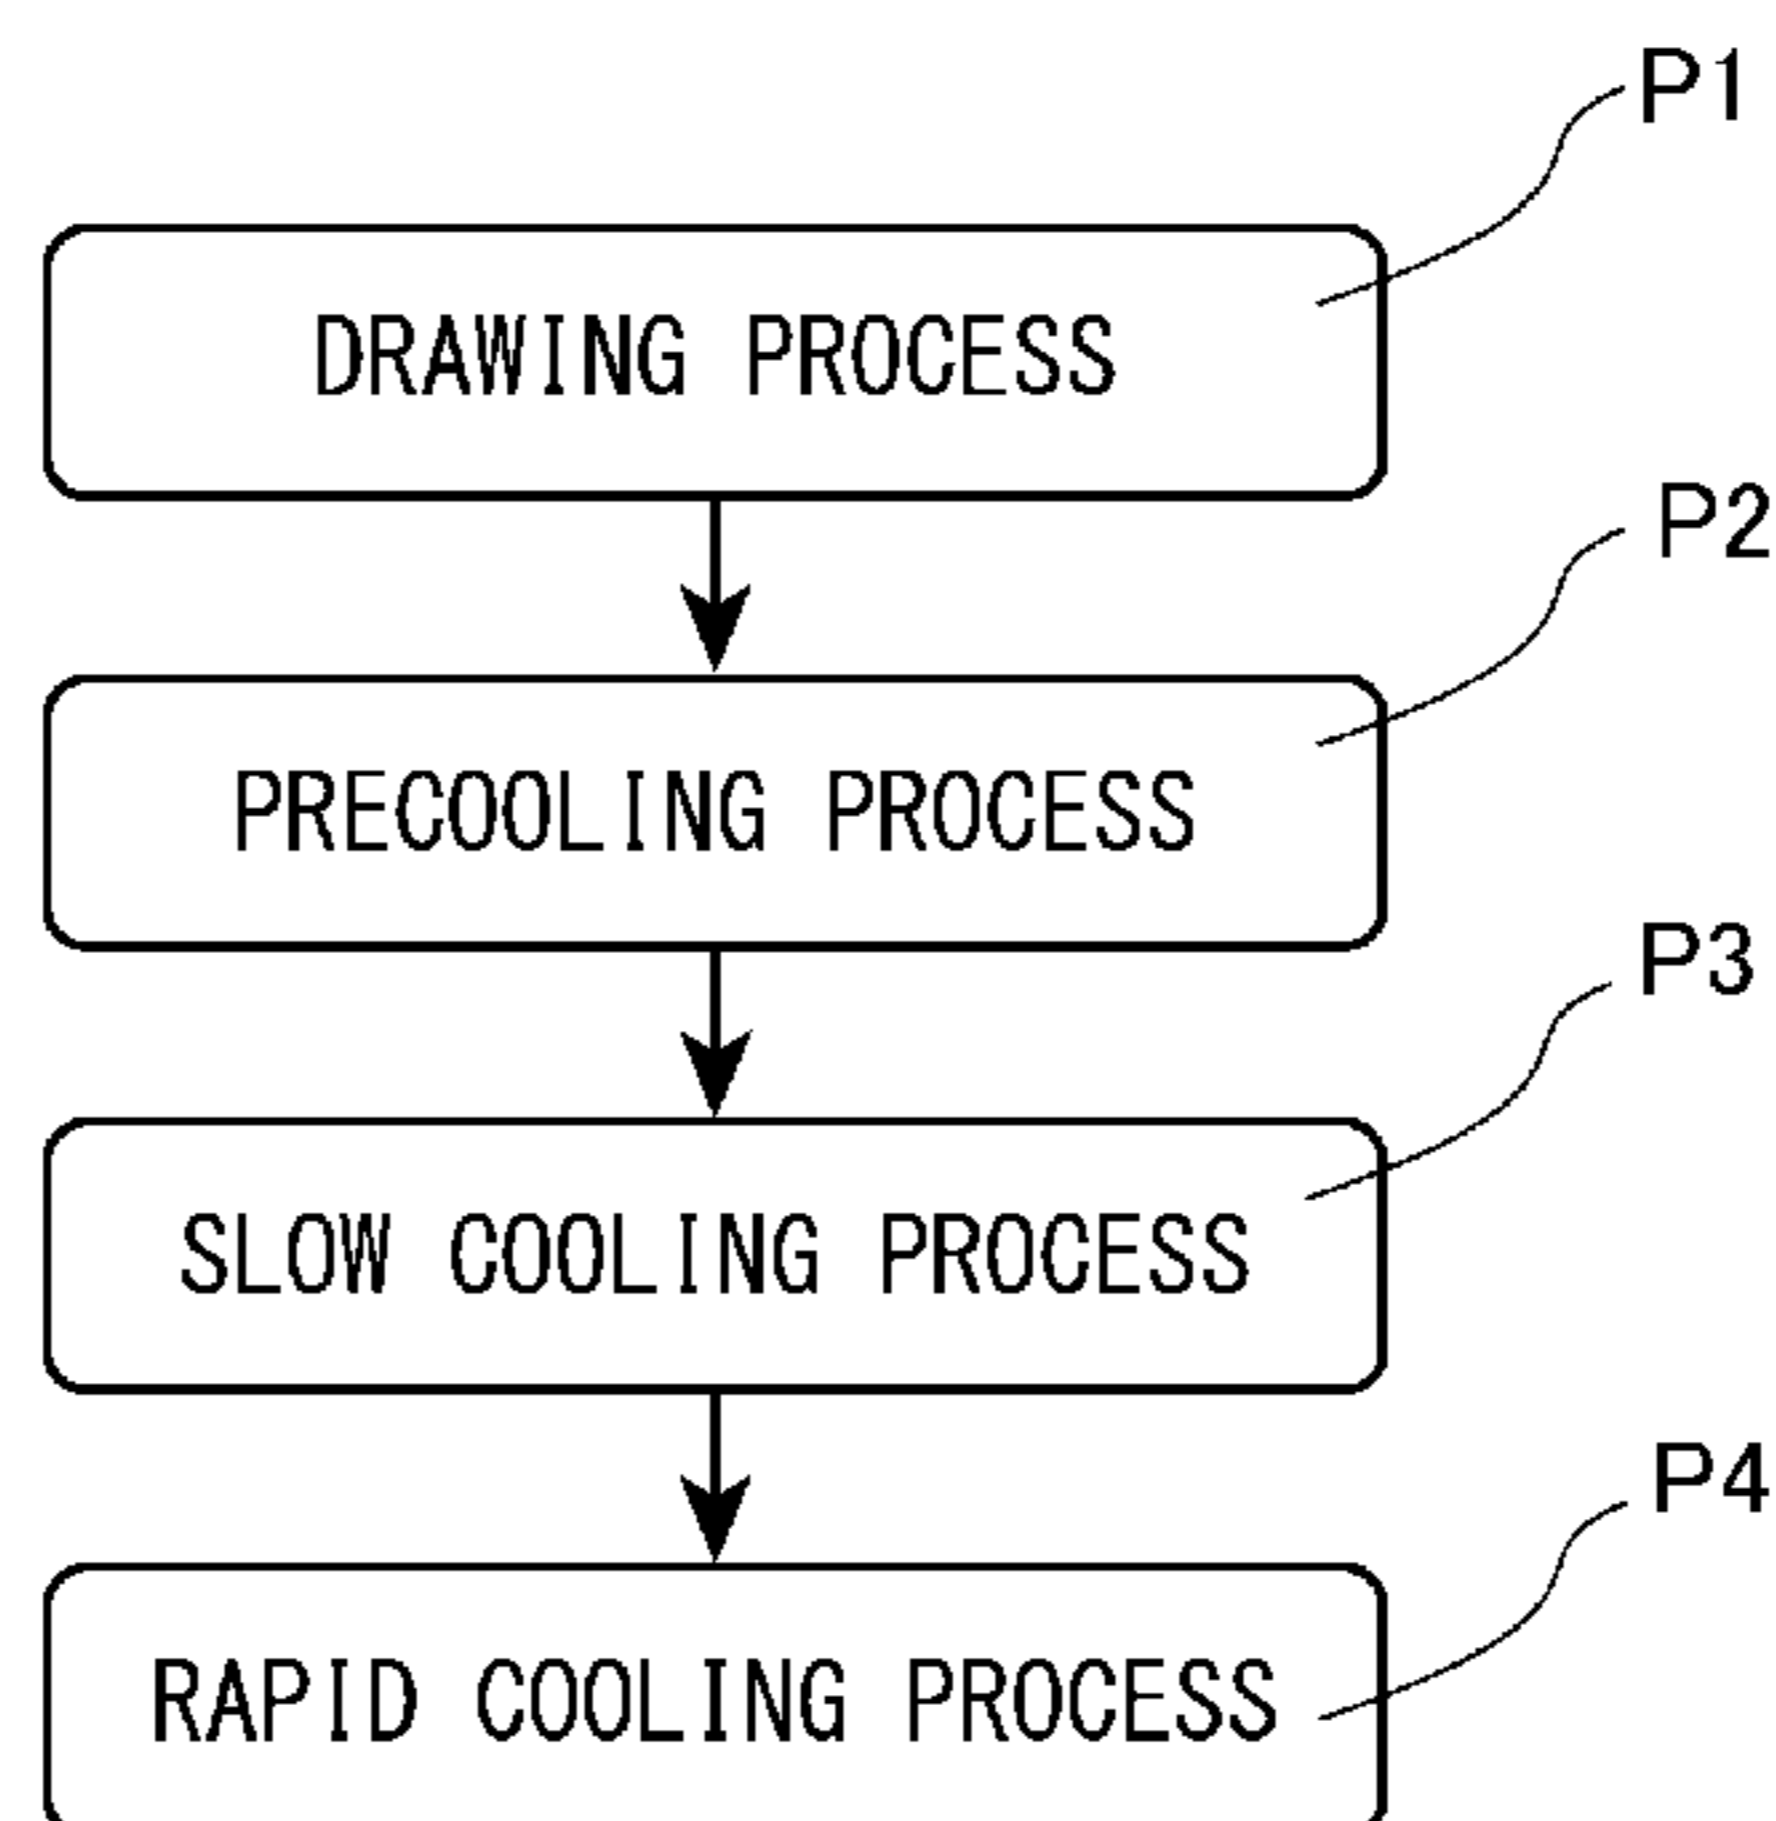 P1
DRAWING PROCESS
P2
PRECOOLING PROCESS
P3
SLOW COOLING PROCESS
P4
RAPID COOLING PROCESS